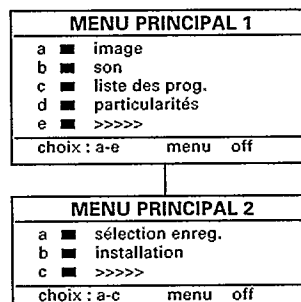 MENU PRINCIPAL 1
a ■ image
b ■ son
c ■ liste des prog.
d ■ particularités
e ■ >>>>>
choix : a-e menu off
MENU PRINCIPAL 2
a ■ sélection enreg.
b ■ installation
c ■ >>>>>
choix : a-c menu off